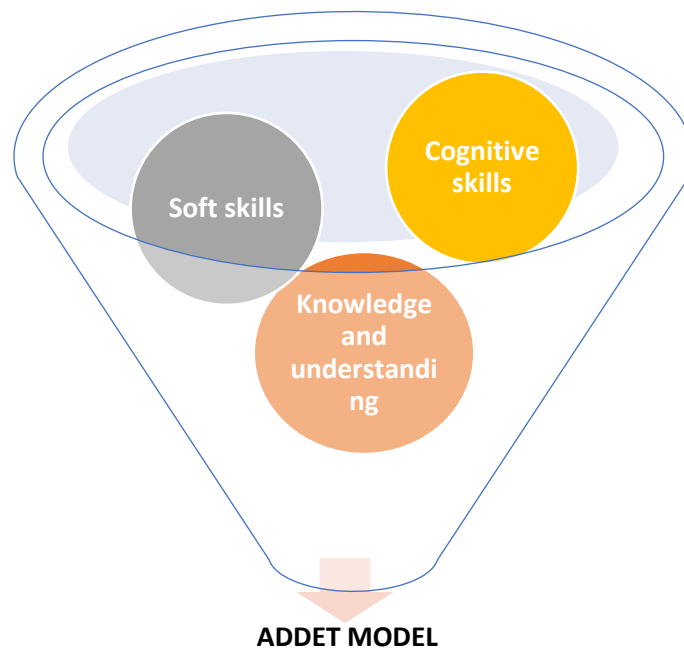 Cognitive
skills
Soft skills
Knowledge
and
understandi
ng
ADDET MODEL